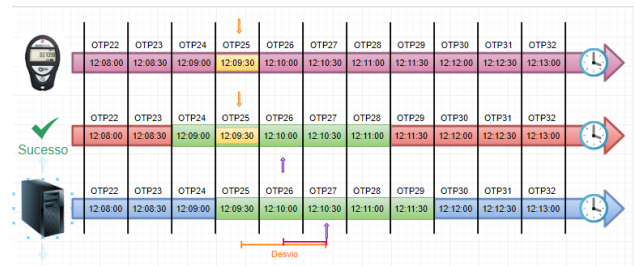 OTP22 OTP23 OTP24 OTP25 OTP26 OTP27 OTP28 OTP29 OTP30 OTP31 OTP32
12:08:00 12:08:30 12:09:00 12:09:30 12:10:00 12:10:30 12:11:00 12:11:30 12:12:00 12:12:30 12:13:00
OTP22 OTP23 OTP24 OTP25 OTP26 OTP27 OTP28 OTP29 OTP30 OTP31 OTP32
12:08:00 12:08:30 12:09:00 12:09:30 12:10:00 12:10:30 12:11:00 12:11:30 12:12:00 12:12:30 12:13:00
Sucesso
OTP22 OTP23 OTP24 OTP25 OTP26 OTP27 OTP28 OTP29 OTP30 OTP31 OTP32
12:08:00 12:08:30 12:09:00 12:09:30 12:10:00 12:10:30 12:11:00 12:11:30 12:12:00 12:12:30 12:13:00
Desvio